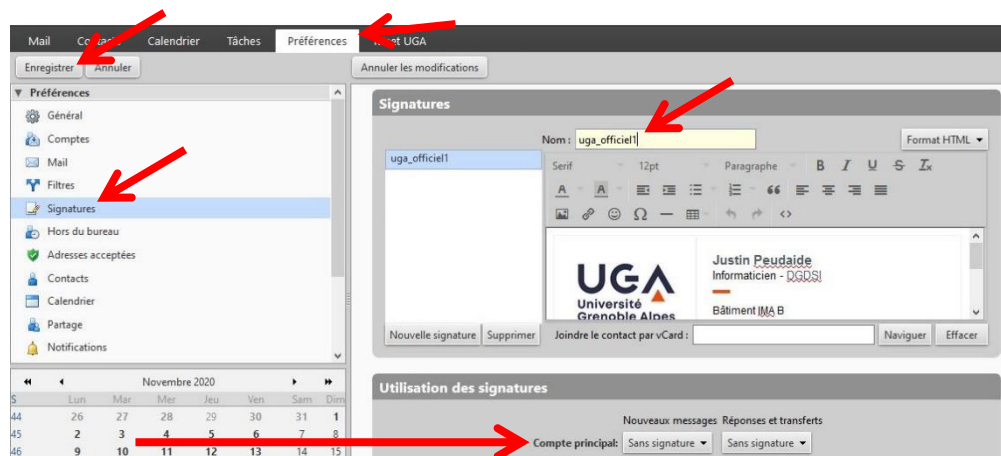 Mail Calendrier Tâches Préférences UGA
Enregistrer Annuler Annuler les modifications
Préférences
Général
Comptes
Mail
Filtres
Signatures
Hors du bureau
Adresses acceptées
Contacts
Calendrier
Partage
Notifications
Novembre 2020
S Lun Mar Mer Jeu Ven Sam Dim
44 26 27 28 29 30 31 1
45 2 3 4 5 6 7 8
46 9 10 11 12 13 14 15
Signatures
Nom : uga_officiel1 Format HTML
uga_officiel1
Serif 12pt Paragraphe B I U S Tx
A A
UGA
Université
Grenoble Alpes
Justin Peudaide
Informaticien - DGDSI
Bâtiment IMA B
Nouvelle signature Supprimer Joindre le contact par vCard : Naviguer Effacer
Utilisation des signatures
Nouveaux messages Réponses et transferts
Compte principal: Sans signature Sans signature